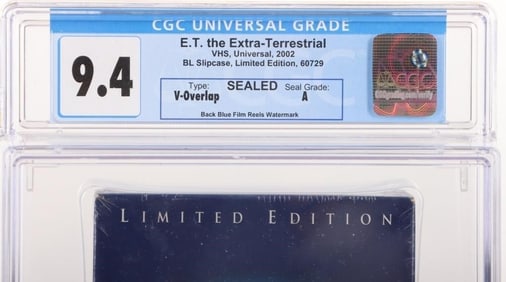 CGC UNIVERSAL GRADE
9.4
E.T. the Extra-Terrestrial
VHS, Universal, 2002
BL Slipcase, Limited Edition, 60729
Type: SEALED Seal Grade:
V-Overlap A
Back Blue Film Reels Watermark
CGC
LIMITED EDITION